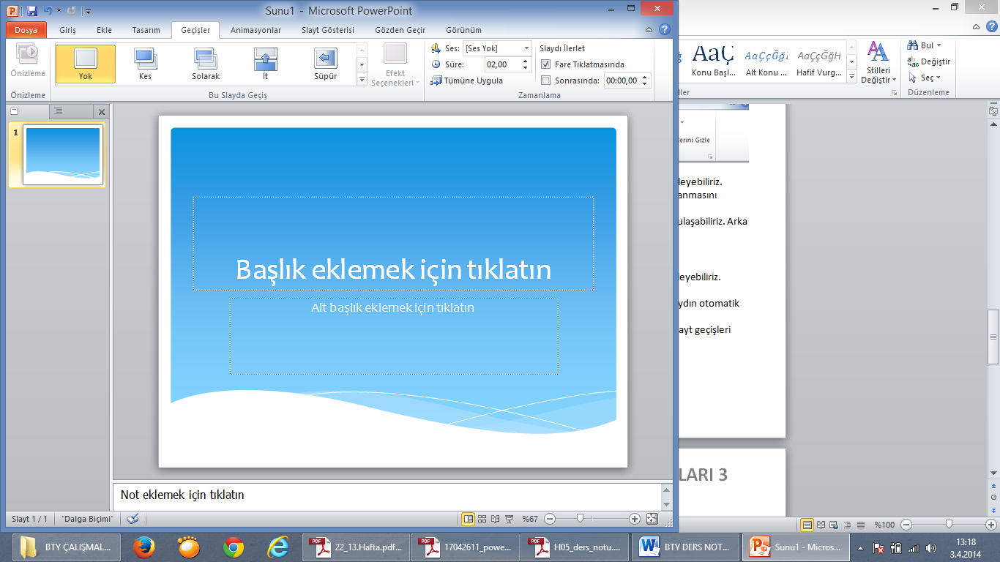 Sunu1 - Microsoft PowerPoint
Dosya Giriş Ekle Tasarım Geçişler Animasyonlar Slayt Gösterisi Gözden Geçir Görünüm
Önizleme
Yok Kes Solarak İt Süpür
Efekt Seçenekleri
Ses: [Ses Yok]
Süre: 02,00
Tümüne Uygula
Slaydı İlerlet
Fare Tıklatmasında
Sonrasında: 00:00,00
Önizleme Bu Slayda Geçiş Zamanlama
AaÇ AaÇçĞğI AaÇçĞğH
Konu Başl... Alt Konu ... Hafif Vurg...
Stilleri Değiştir
Bul
Değiştir
Seç
ller Düzenleme
1
Başlık eklemek için tıklatın
Alt başlık eklemek için tıklatın
Not eklemek için tıklatın
lerini Gizle
leyebiliriz.
anmasını
ulaşabiliriz. Arka
leyebiliriz.
ydın otomatik
ayt geçişleri
LARI 3
Slayt 1 / 1 "Dalga Biçimi" %67
%100
BTY ÇALIŞMAL... 22_13.Hafta.pdf... 17042611_powe... H05_ders_notu.... BTY DERS NOT... Sunu1 - Micros...
13:18
3.4.2014